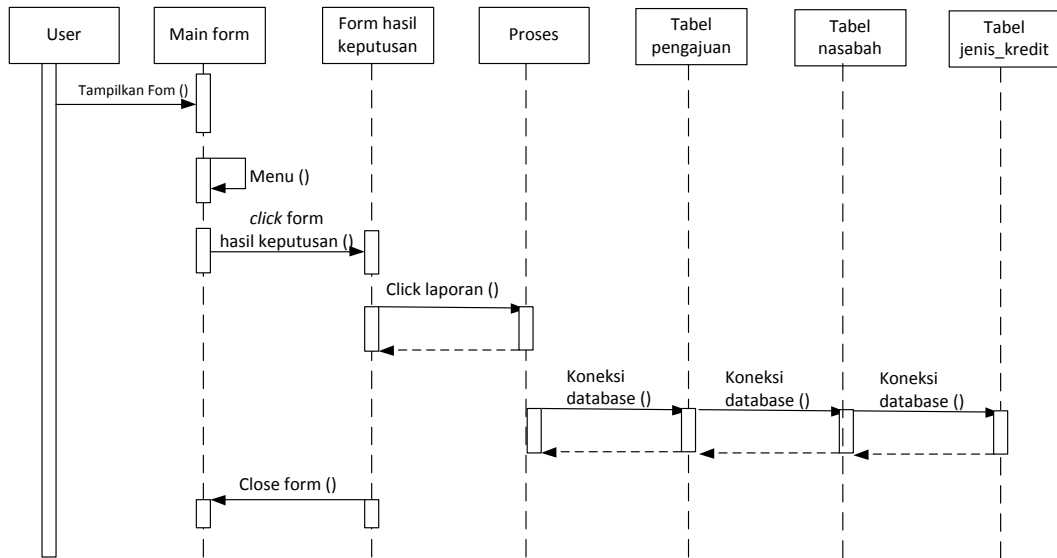 User
Main form
Form hasil
keputusan
Proses
Tabel
pengajuan
Tabel
nasabah
Tabel
jenis_kredit
Tampilkan Fom ()
Menu ()
click form
hasil keputusan ()
Click laporan ()
Koneksi
database ()
Koneksi
database ()
Koneksi
database ()
Close form ()